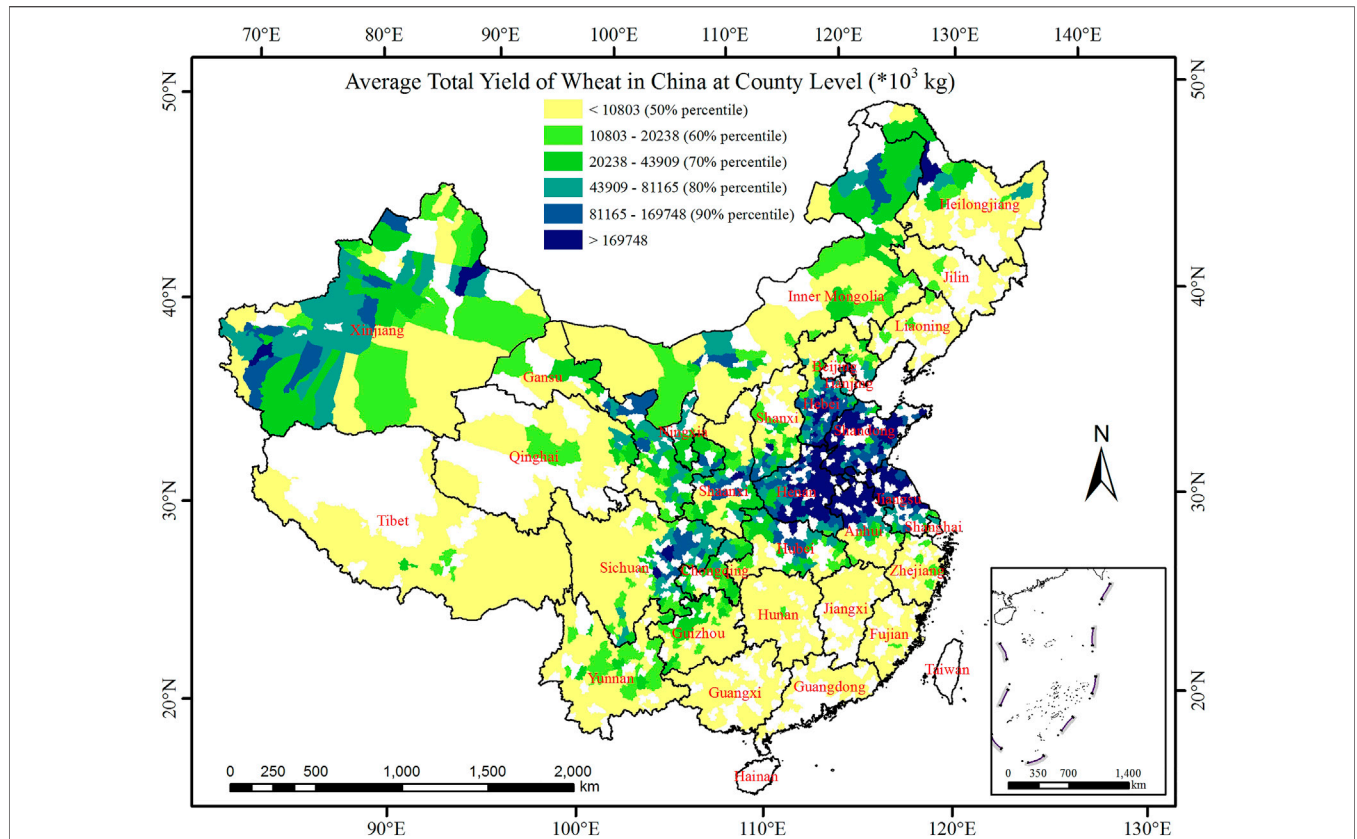 70°E 80°E 90°E 100°E 110°E 120°E 130°E 140°E
Average Total Yield of Wheat in China at County Level (*10³ kg)
50°N
50°N
< 10803 (50% percentile)
10803 - 20238 (60% percentile)
20238 - 43909 (70% percentile)
43909 - 81165 (80% percentile)
81165 - 169748 (90% percentile)
> 169748
Heilongjiang
Jilin
40°N
40°N
Inner Mongolia
Liaoning
Xinjiang
Beijing
Gansu
Tianjing
Hebei
Shanxi
Shandong
Ningxia
N
Qinghai
Shannxi
Henan
Jiangsu
30°N
30°N
Tibet
Shanghai
Anhui
Hubei
Sichuan
Chongqing
Zhejiang
Hunan
Jiangxi
Guizhou
Fujian
Taiwan
Yunnan
Guangxi
Guangdong
20°N
20°N
0 250 500 1,000 1,500 2,000
km
Hainan
0 350 700 1,400
km
90°E 100°E 110°E 120°E 130°E